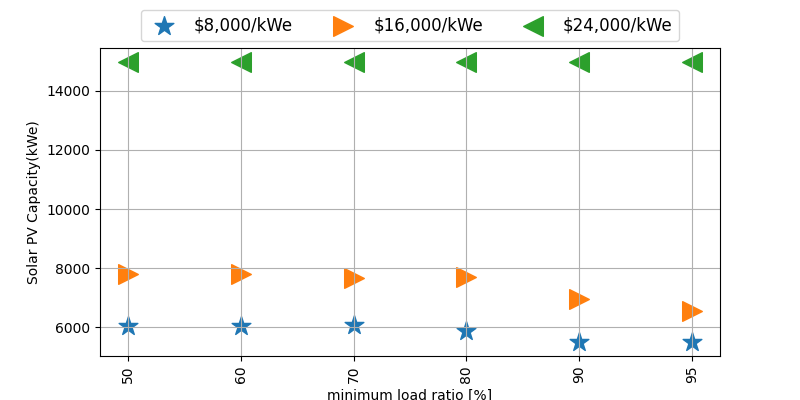 $8,000/kWe $16,000/kWe $24,000/kWe
Solar PV Capacity(kWe)
14000
12000
10000
8000
6000
50 60 70 80 90 95
minimum load ratio [%]